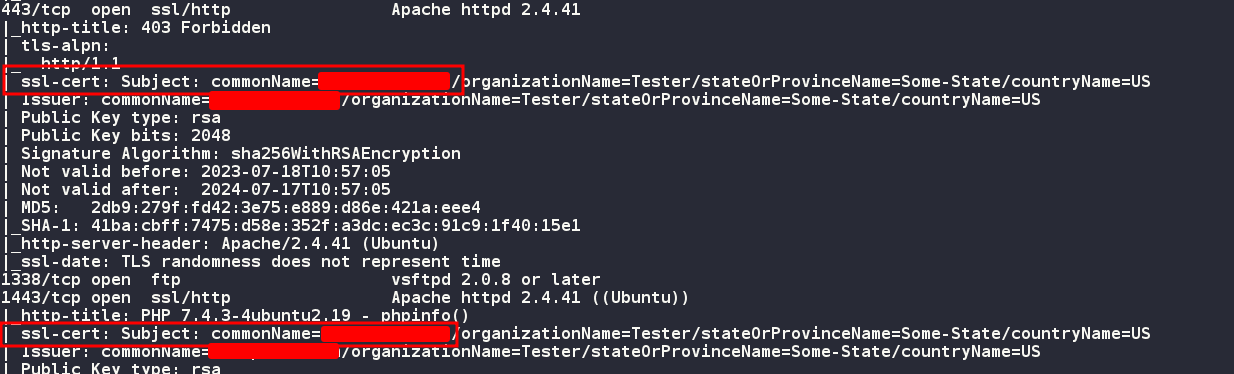 443/tcp  open  ssl/http                Apache httpd 2.4.41
|_http-title: 403 Forbidden
| tls-alpn:
|_  http/1.1
| ssl-cert: Subject: commonName= /organizationName=Tester/stateOrProvinceName=Some-State/countryName=US
| Issuer: commonName= /organizationName=Tester/stateOrProvinceName=Some-State/countryName=US
| Public Key type: rsa
| Public Key bits: 2048
| Signature Algorithm: sha256WithRSAEncryption
| Not valid before: 2023-07-18T10:57:05
| Not valid after:  2024-07-17T10:57:05
| MD5:   2db9:279f:fd42:3e75:e889:d86e:421a:eee4
|_SHA-1: 41ba:cbff:7475:d58e:352f:a3dc:ec3c:91c9:1f40:15e1
|_http-server-header: Apache/2.4.41 (Ubuntu)
|_ssl-date: TLS randomness does not represent time
1338/tcp open  ftp                     vsftpd 2.0.8 or later
1443/tcp open  ssl/http                Apache httpd 2.4.41 ((Ubuntu))
|_http-title: PHP 7.4.3-4ubuntu2.19 - phpinfo()
| ssl-cert: Subject: commonName= /organizationName=Tester/stateOrProvinceName=Some-State/countryName=US
| Issuer: commonName= /organizationName=Tester/stateOrProvinceName=Some-State/countryName=US
| Public Key type: rsa